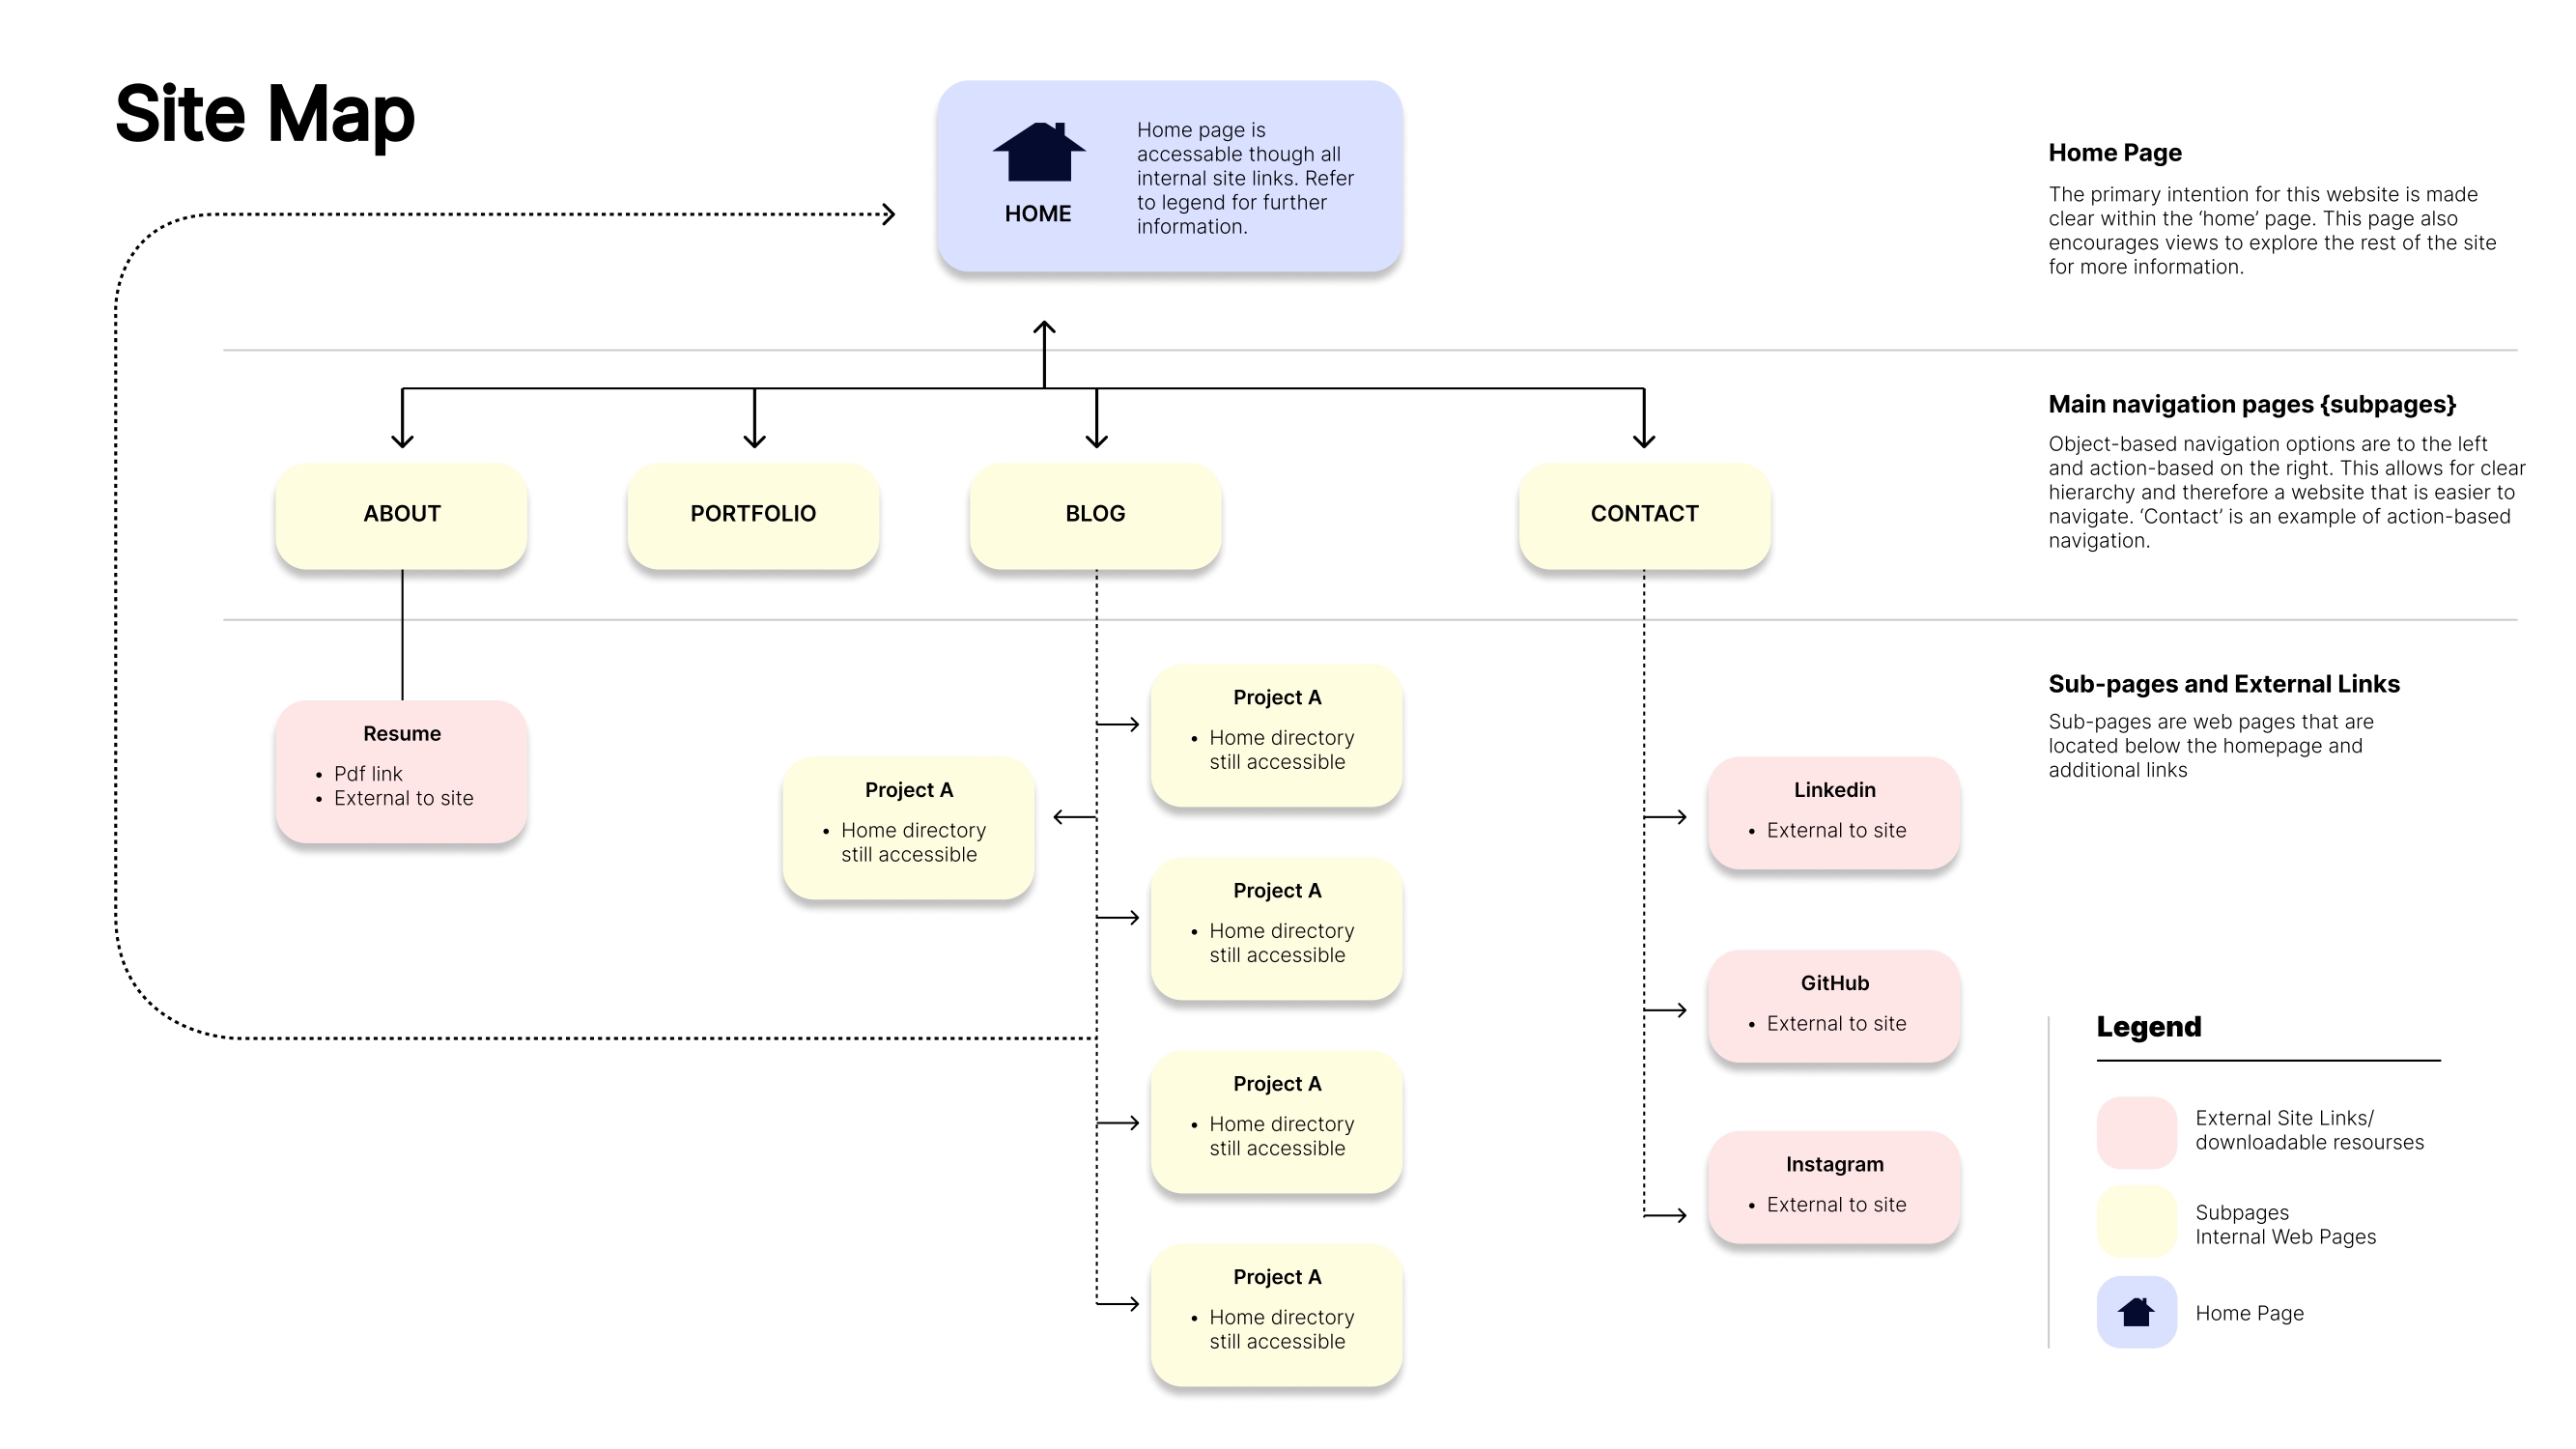 Site Map
HOME
Home page is
accessable though all
internal site links. Refer
to legend for further
information.
Home Page
The primary intention for this website is made
clear within the ‘home’ page. This page also
encourages views to explore the rest of the site
for more information.
ABOUT
PORTFOLIO
BLOG
CONTACT
Main navigation pages {subpages}
Object-based navigation options are to the left
and action-based on the right. This allows for clear
hierarchy and therefore a website that is easier to
navigate. ‘Contact’ is an example of action-based
navigation.
Resume
• Pdf link
• External to site
Project A
• Home directory
still accessible
Project A
• Home directory
still accessible
Project A
• Home directory
still accessible
Project A
• Home directory
still accessible
Project A
• Home directory
still accessible
Linkedin
• External to site
GitHub
• External to site
Instagram
• External to site
Sub-pages and External Links
Sub-pages are web pages that are
located below the homepage and
additional links
Legend
External Site Links/
downloadable resourses
Subpages
Internal Web Pages
Home Page